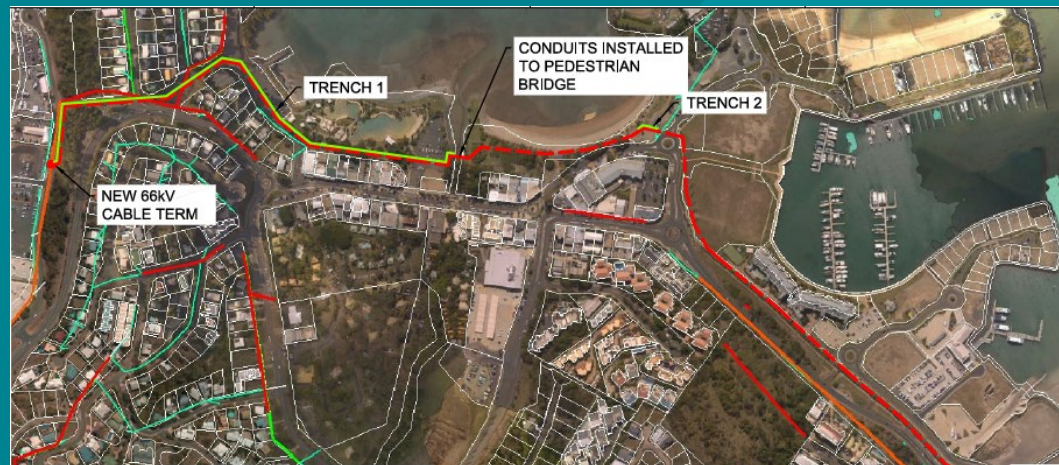 CONDUITS INSTALLED
TO PEDESTRIAN
BRIDGE
TRENCH 1
TRENCH 2
NEW 66kV
CABLE TERM